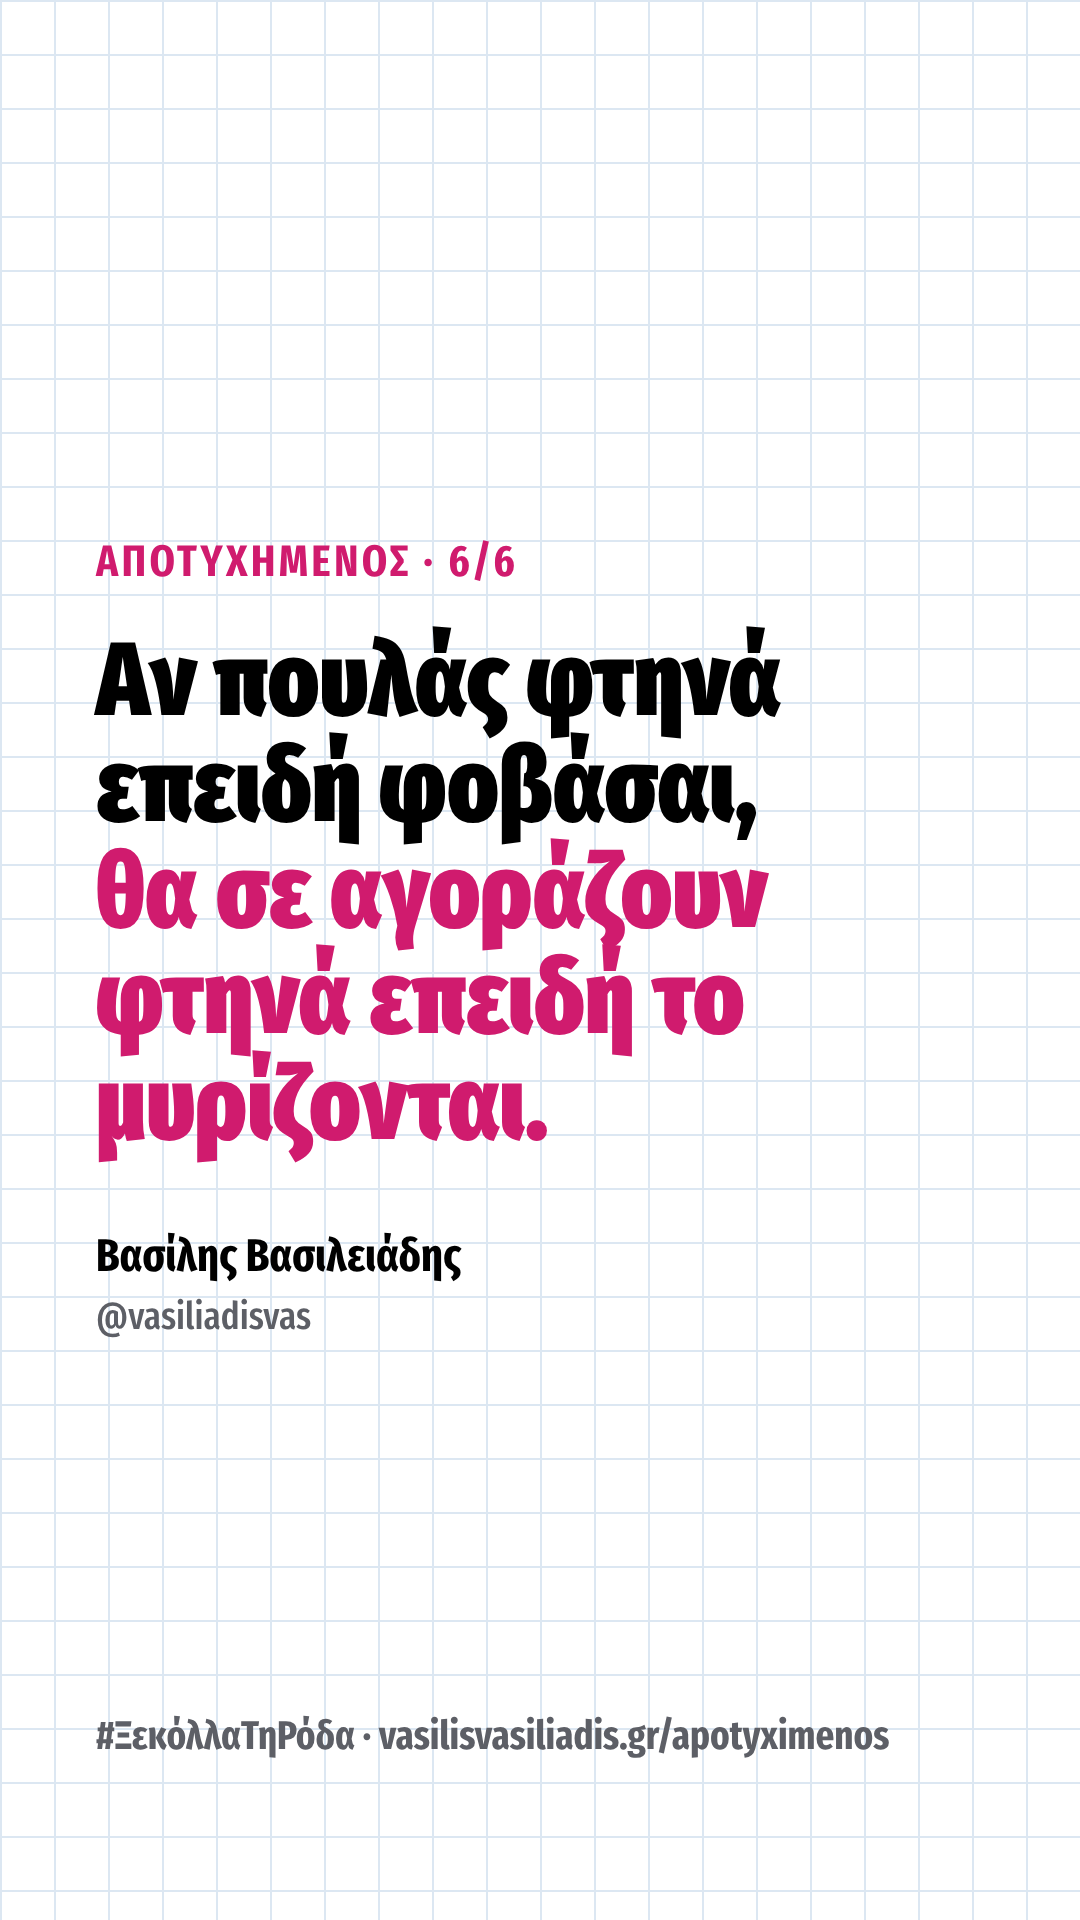 ΑΠΟΤΥΧΗΜΕΝΟΣ · 6/6
Αν πουλάς φτηνά
επειδή φοβάσαι,
θα σε αγοράζουν
φτηνά επειδή το
μυρίζονται.
Βασίλης Βασιλειάδης
@vasiliadisvas
#ΞεκόλλαΤηΡόδα · vasilisvasiliadis.gr/apotyximenos